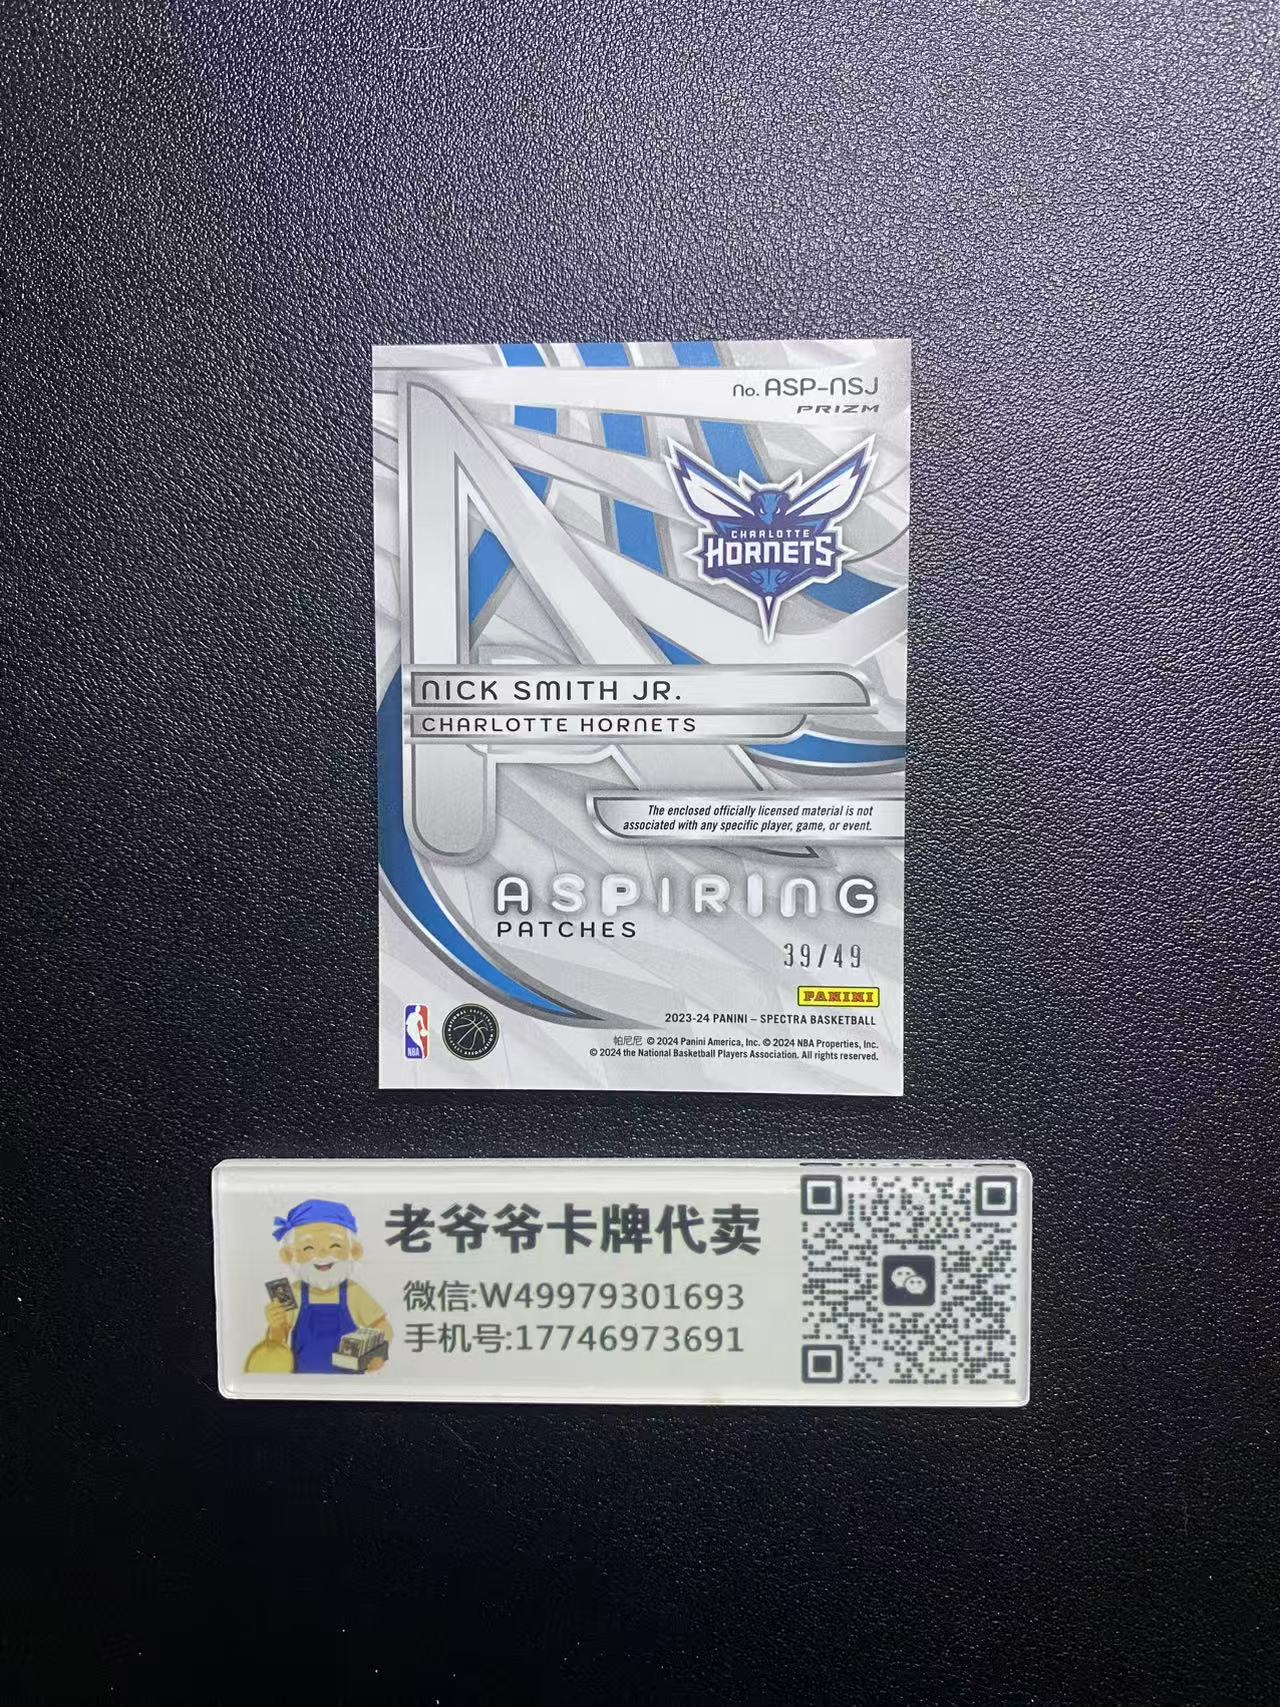 No. ASP-NSJ
PRIZM
CHARLOTTE
HORNETS
NICK SMITH JR.
CHARLOTTE HORNETS
The enclosed officially licensed material is not
associated with any specific player, game, or event.
ASPIRING
PATCHES
39/49
PANINI
2023-24 PANINI – SPECTRA BASKETBALL
帕尼尼 © 2024 Panini America, Inc. © 2024 NBA Properties, Inc.
© 2024 the National Basketball Players Association. All rights reserved.
NBA
老爷爷卡牌代卖
微信:W49979301693
手机号:17746973691